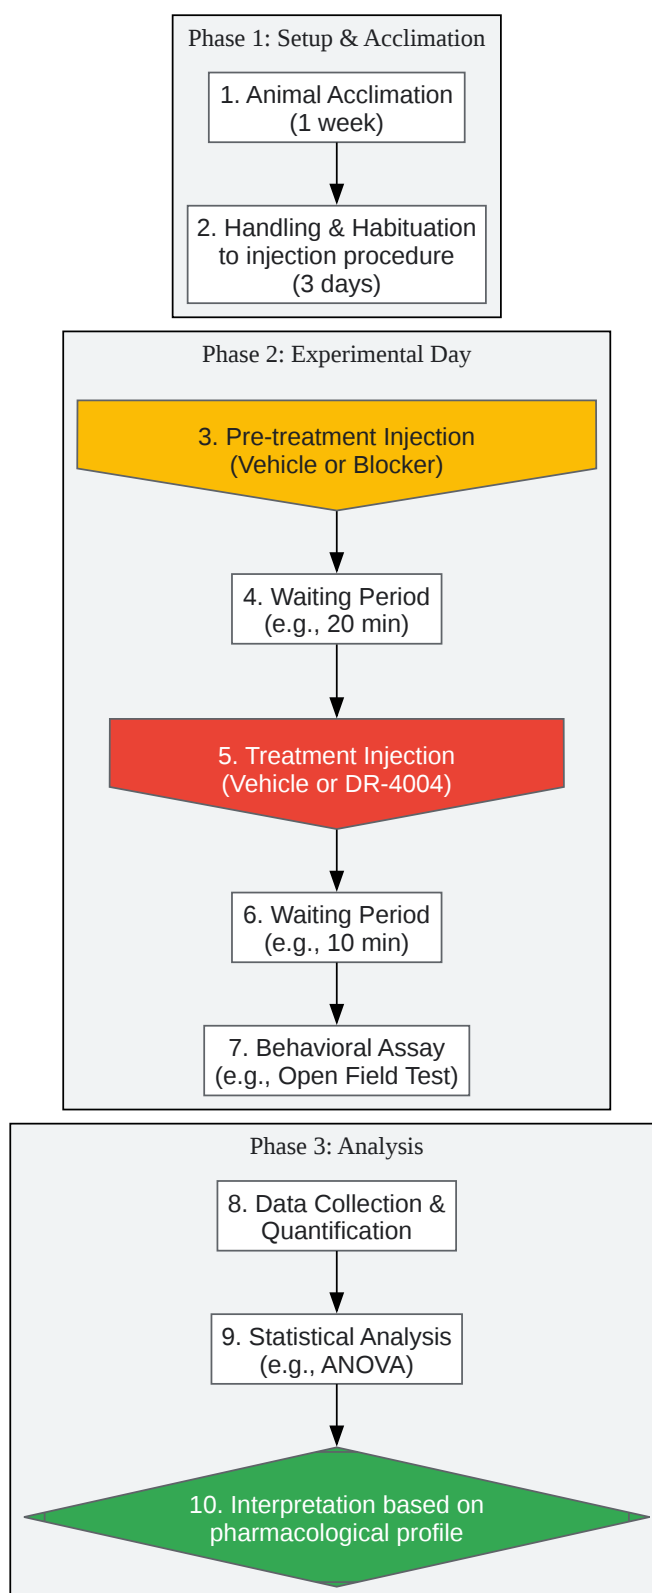 Phase 1: Setup & Acclimation
1. Animal Acclimation
(1 week)
2. Handling & Habituation
to injection procedure
(3 days)
Phase 2: Experimental Day
3. Pre-treatment Injection
(Vehicle or Blocker)
4. Waiting Period
(e.g., 20 min)
5. Treatment Injection
(Vehicle or DR-4004)
6. Waiting Period
(e.g., 10 min)
7. Behavioral Assay
(e.g., Open Field Test)
Phase 3: Analysis
8. Data Collection &
Quantification
9. Statistical Analysis
(e.g., ANOVA)
10. Interpretation based on
pharmacological profile